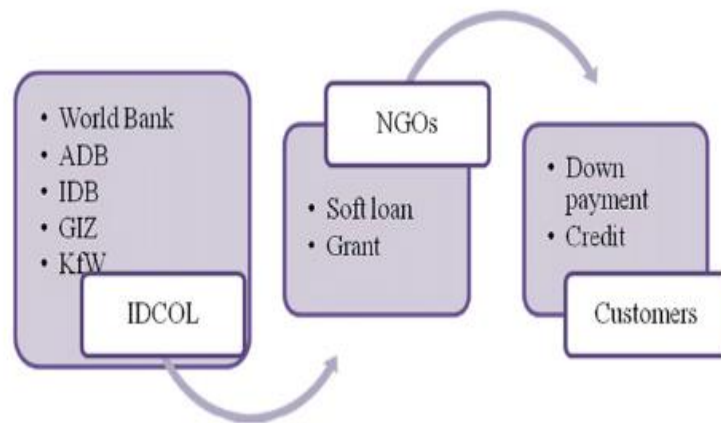 • World Bank
• ADB
• IDB
• GIZ
• KfW
IDCOL
NGOs
• Soft loan
• Grant
• Down
payment
• Credit
Customers